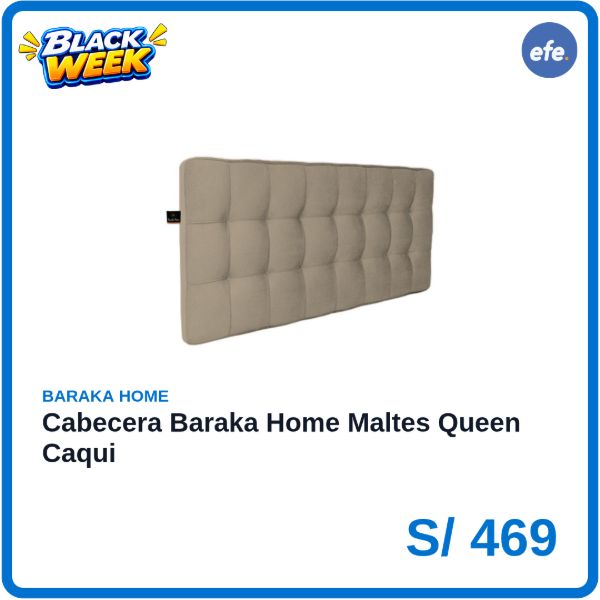 BLACK
WEEK
efe.
BARAKA HOME
Cabecera Baraka Home Maltes Queen
Caqui
S/ 469